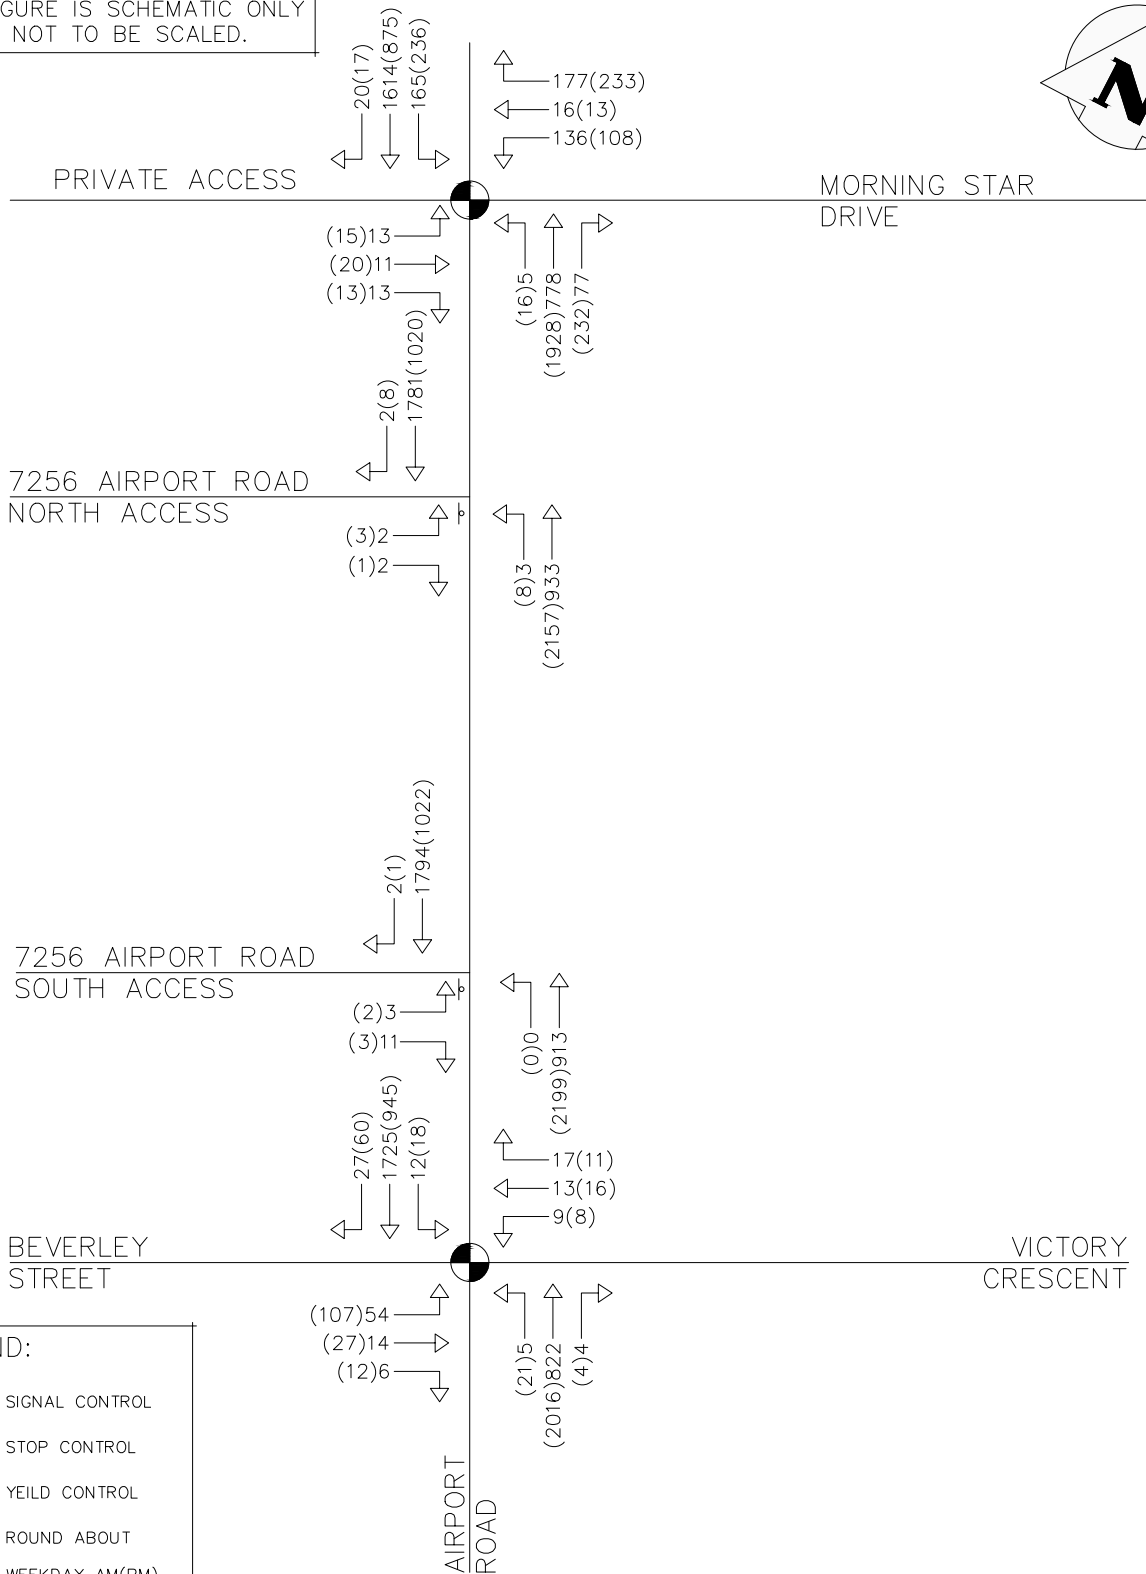 GURE IS SCHEMATIC ONLY
NOT TO BE SCALED.
20(17)
1614(875)
165(236)
177(233)
16(13)
136(108)
N
PRIVATE ACCESS
MORNING STAR
DRIVE
(15)13
(20)11
(13)13
(16)5
(1928)778
(232)77
2(8)
1781(1020)
7256 AIRPORT ROAD
NORTH ACCESS
(3)2
(1)2
(8)3
(2157)933
2(1)
1794(1022)
7256 AIRPORT ROAD
SOUTH ACCESS
(2)3
(3)11
(0)0
(2199)913
27(60)
1725(945)
12(18)
17(11)
13(16)
9(8)
BEVERLEY
STREET
VICTORY
CRESCENT
(107)54
(27)14
(12)6
(21)5
(2016)822
(4)4
ND:
SIGNAL CONTROL
STOP CONTROL
YEILD CONTROL
ROUND ABOUT
WEEKDAY AM(PM)
AIRPORT
ROAD